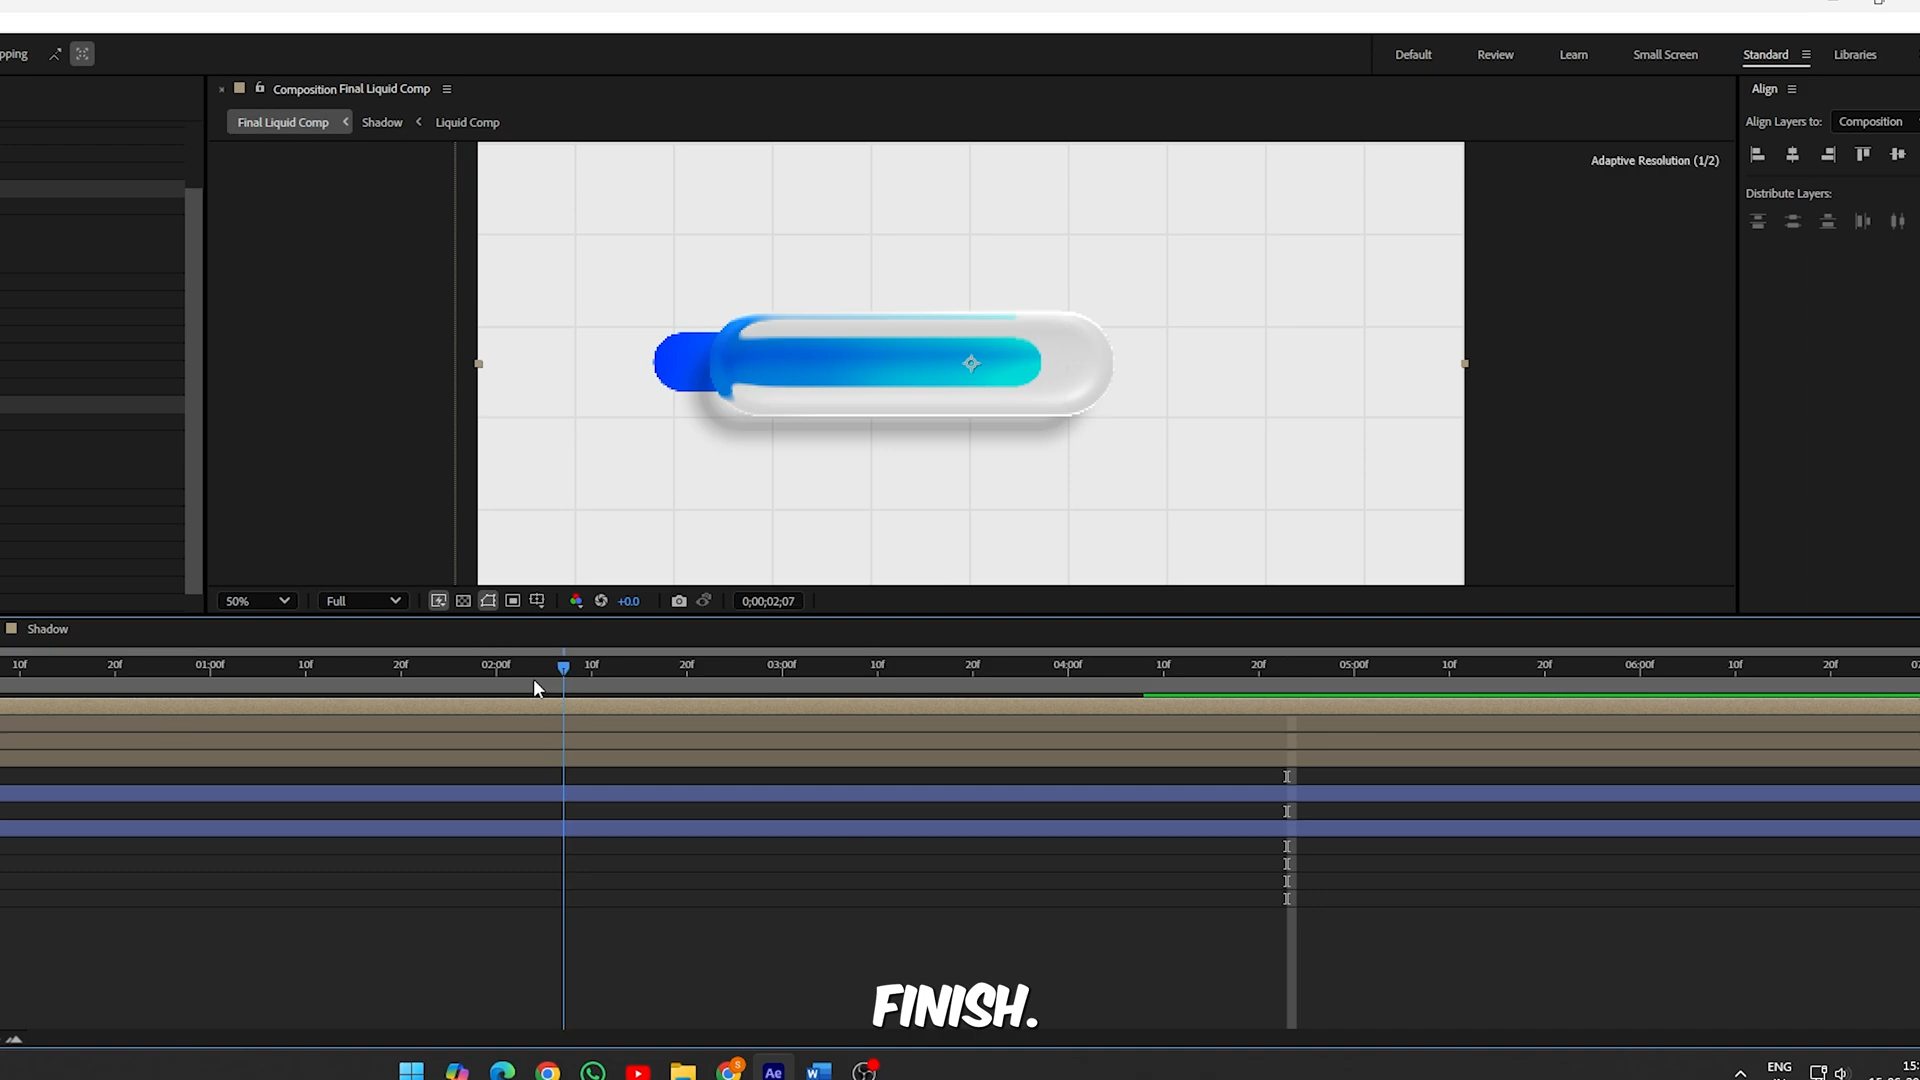 pping
Default
Review
Learn
Small Screen
Standard
Libraries
Composition Final Liquid Comp
Align
Final Liquid Comp
Shadow
Liquid Comp
Align Layers to:
Composition
Adaptive Resolution (1/2)
Distribute Layers:
50%
Full
+0.0
0;00;02;07
Shadow
10f
20f
01:00f
10f
20f
02:00f
10f
20f
03:00f
10f
20f
04:00f
10f
20f
05:00f
10f
20f
06:00f
10f
20f
FINISH.
S
Ae
W
ENG
15: